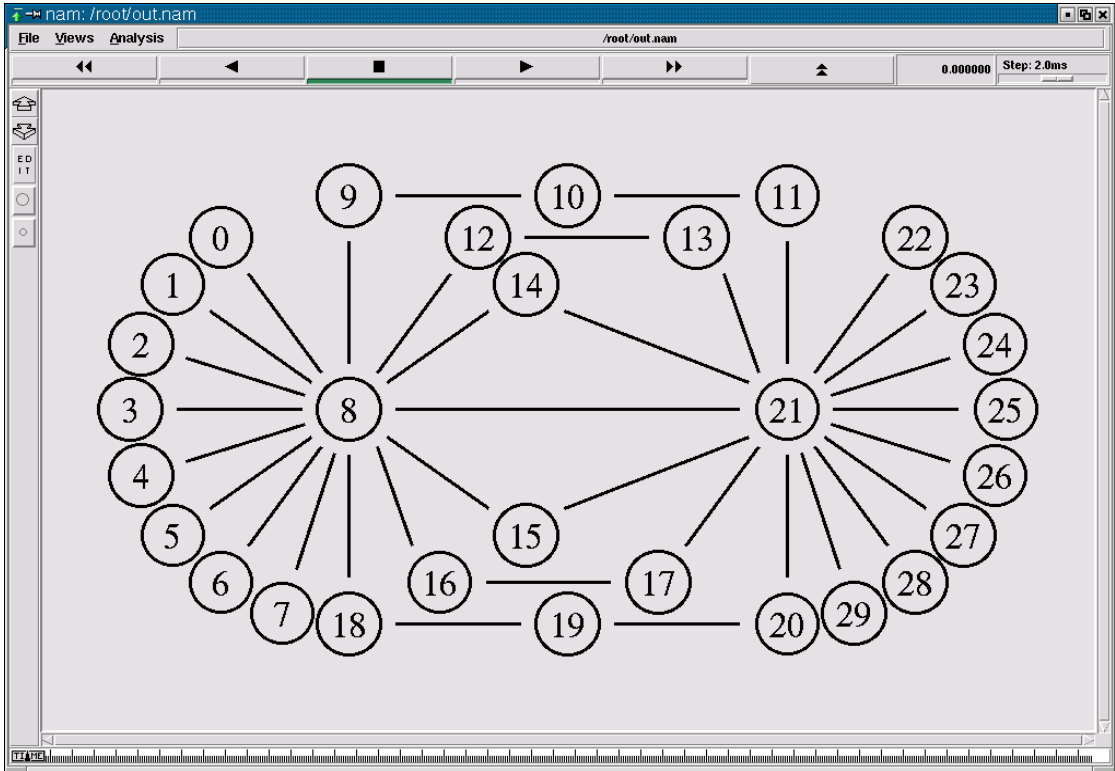 nam: /root/out.nam
File Views Analysis /root/out.nam
0.000000 Step: 2.0ms
E D
I T
9 10 11
0 12 13 22
1 14 23
2 24
3 8 21 25
4 26
5 15 27
6 16 17 28
7 18 19 20 29
TIME